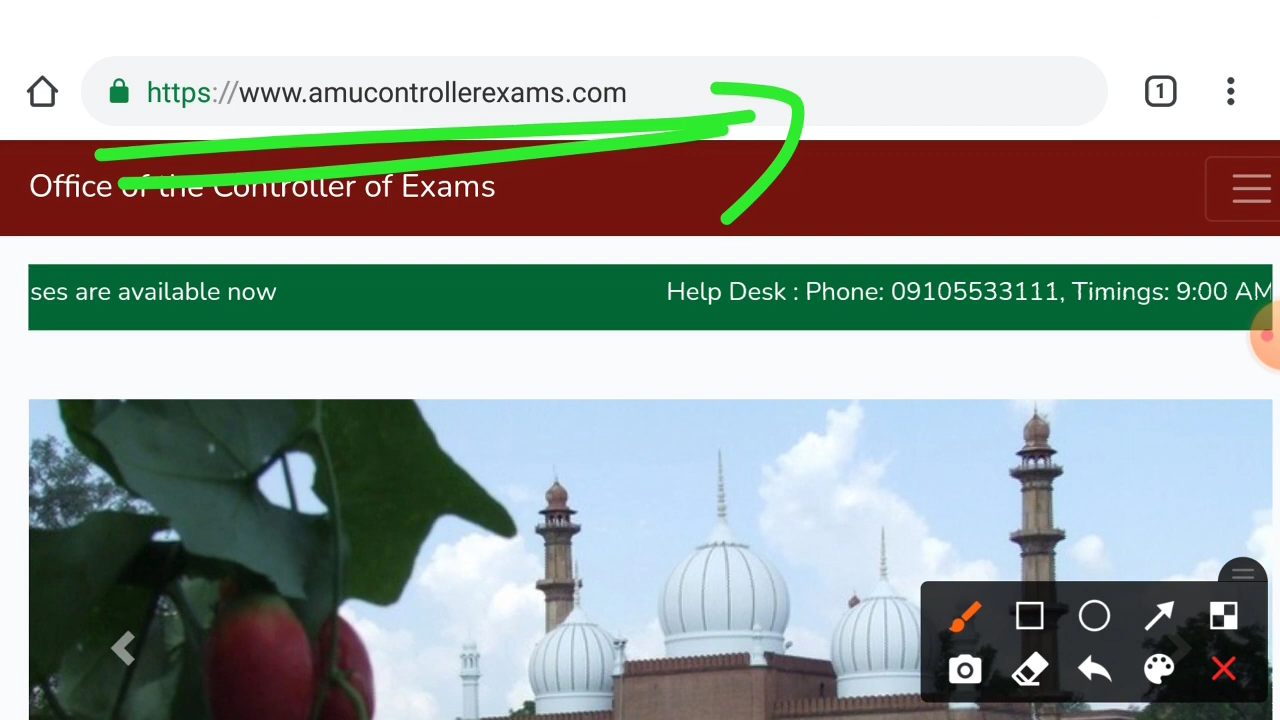 https://www.amucontrollerexams.com
1
Office of the Controller of Exams
ses are available now Help Desk : Phone: 09105533111, Timings: 9:00 AM